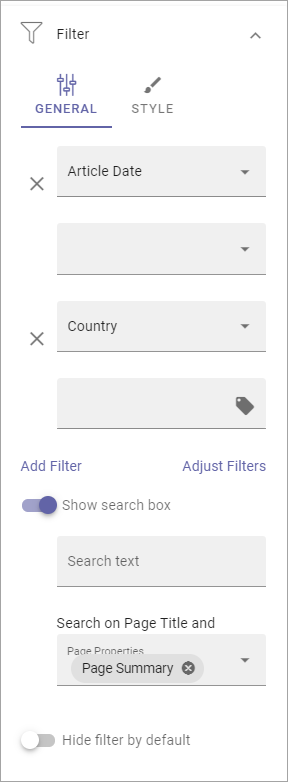 Filter
GENERAL STYLE
Article Date
Country
Add Filter Adjust Filters
Show search box
Search text
Search on Page Title and
Page Properties
Page Summary
Hide filter by default